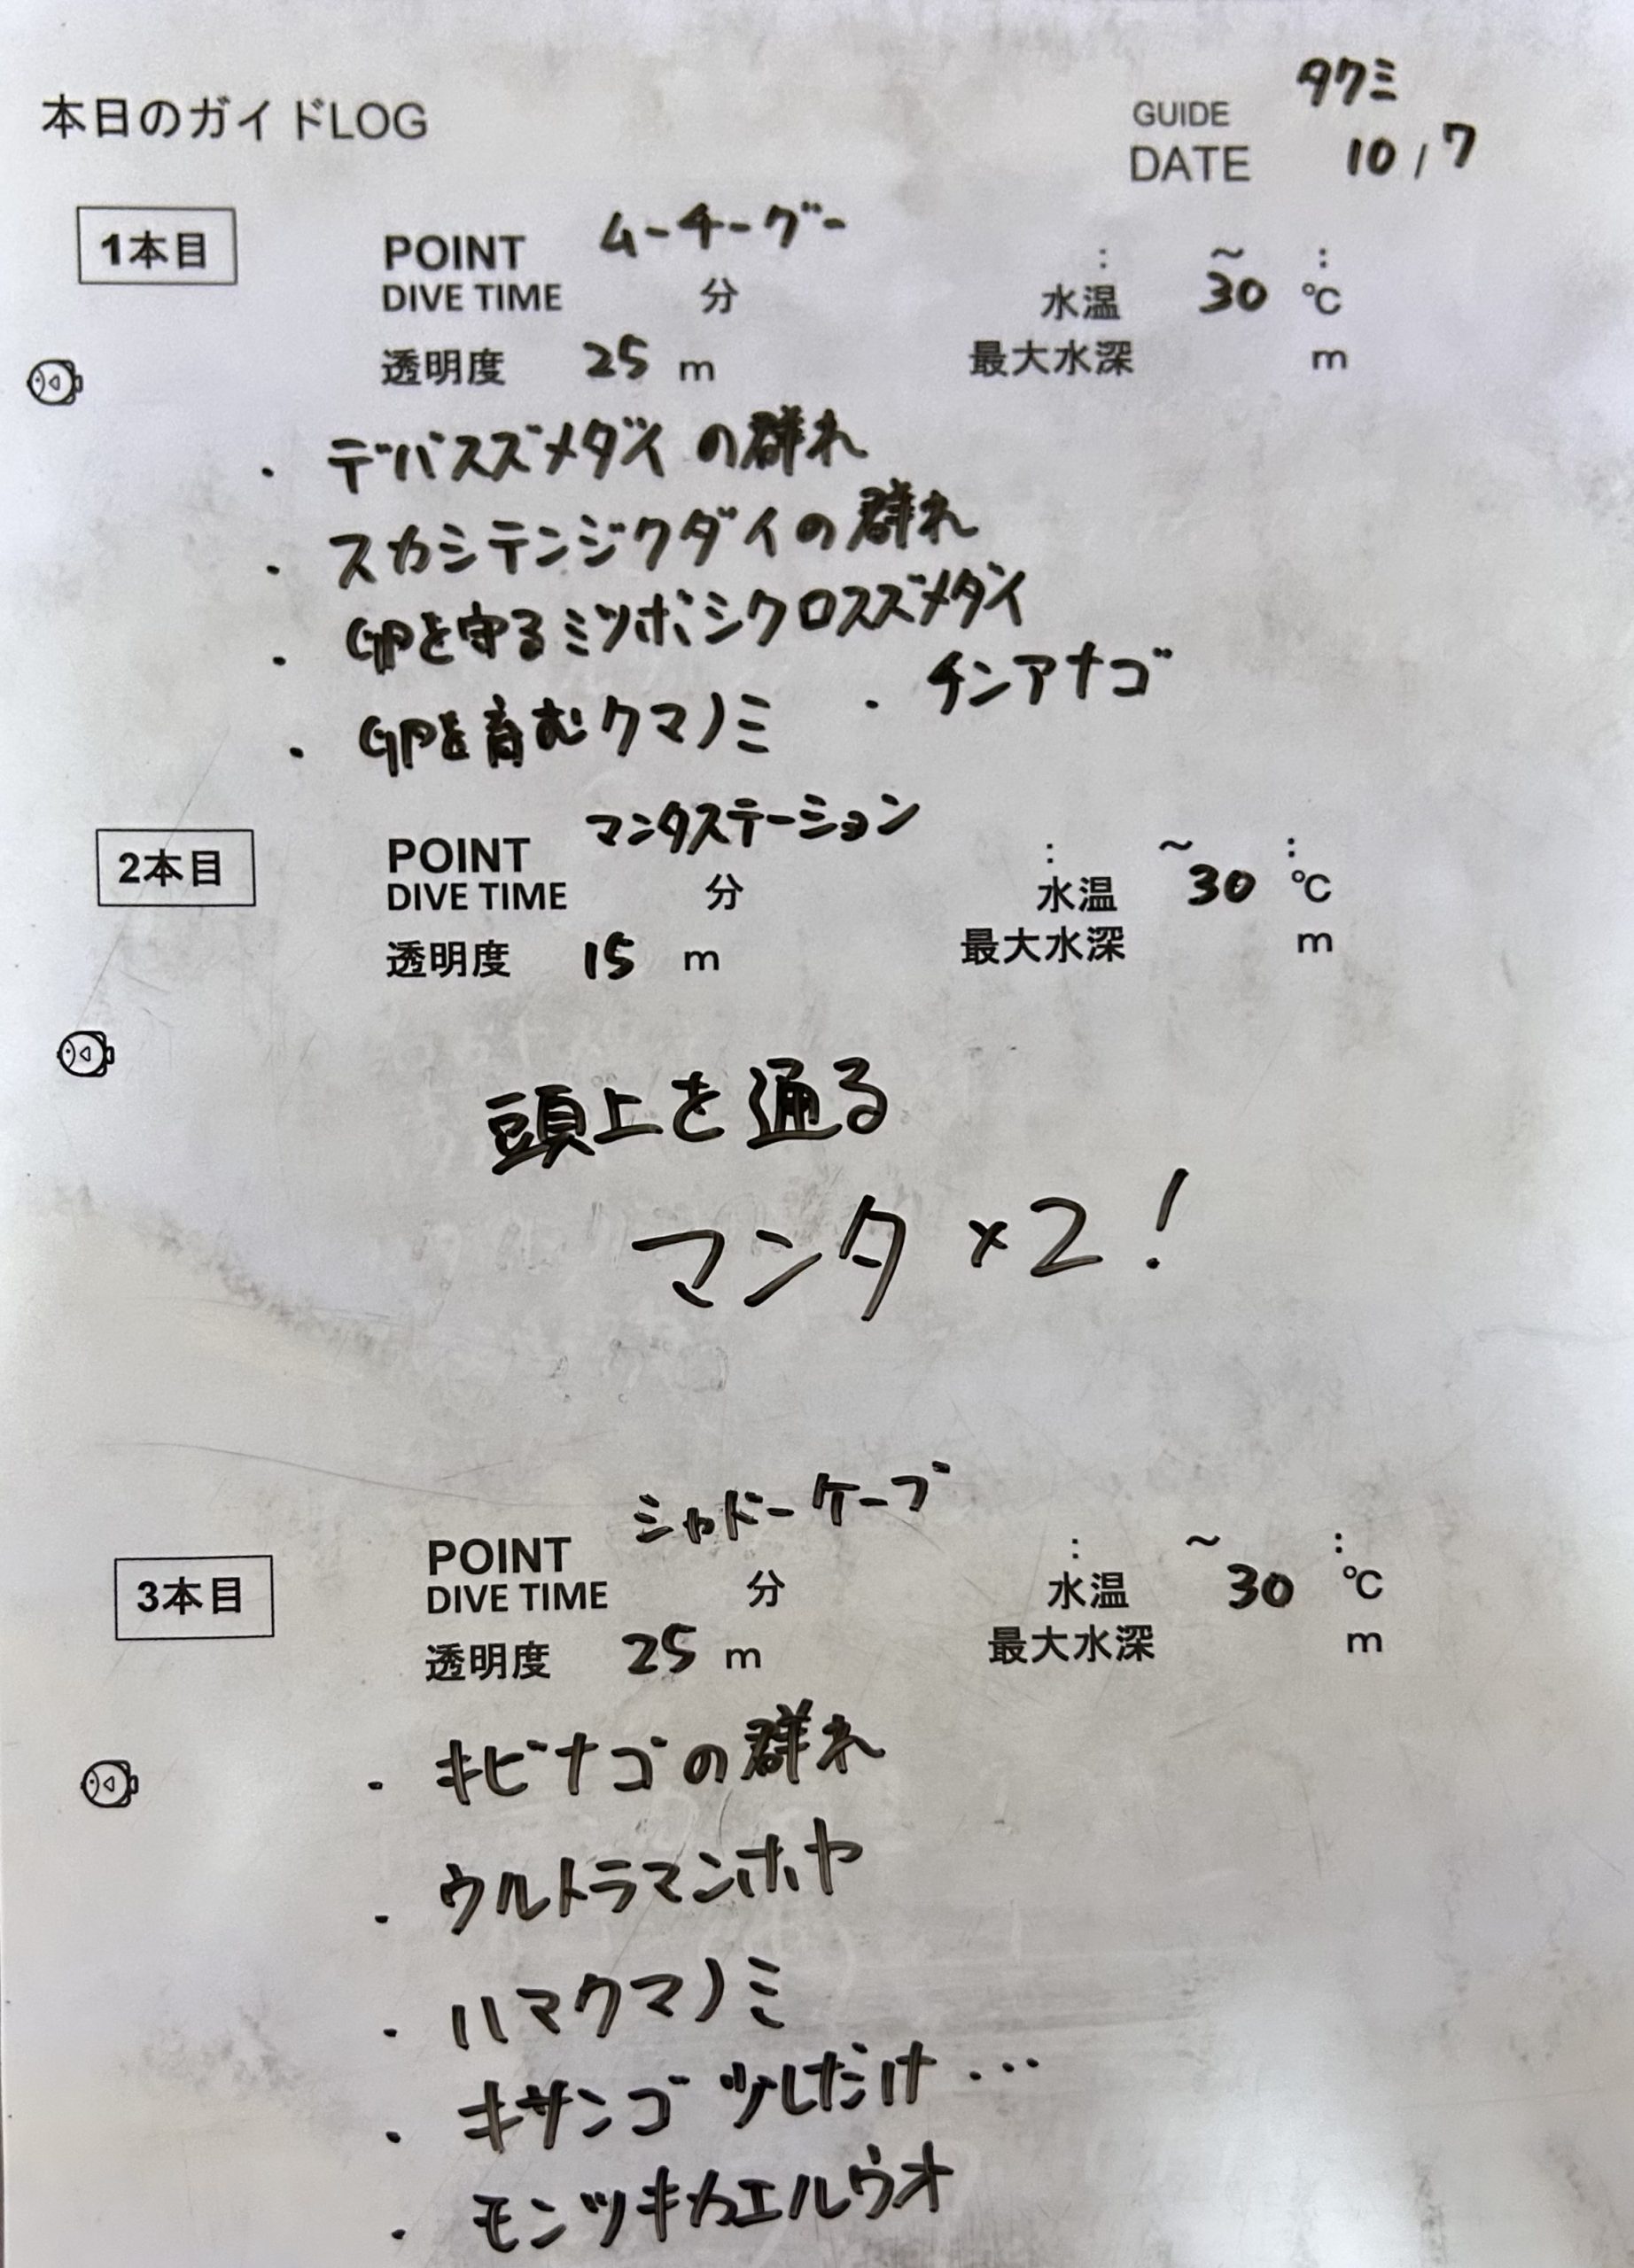 本日のガイドLOG
GUIDE タクミ
DATE 10/7
1本目
POINT ムーチーグー : ～ :
DIVE TIME 分 水温 30 ℃
透明度 25 m 最大水深 m
・デバスズメダイの群れ
・スカシテンジクダイの群れ
・卵を守るミツボシクロスズメダイ
・卵を育むクマノミ ・チンアナゴ
2本目
POINT マンタステーション : ～ :
DIVE TIME 分 水温 30 ℃
透明度 15 m 最大水深 m
頭上を通る
マンタ×2!
3本目
POINT シャドーケーブ : ～ :
DIVE TIME 分 水温 30 ℃
透明度 25 m 最大水深 m
・キビナゴの群れ
・ウルトラマンホヤ
・ハマクマノミ
・キサンゴ少しだけ...
・モンツキカエルウオ